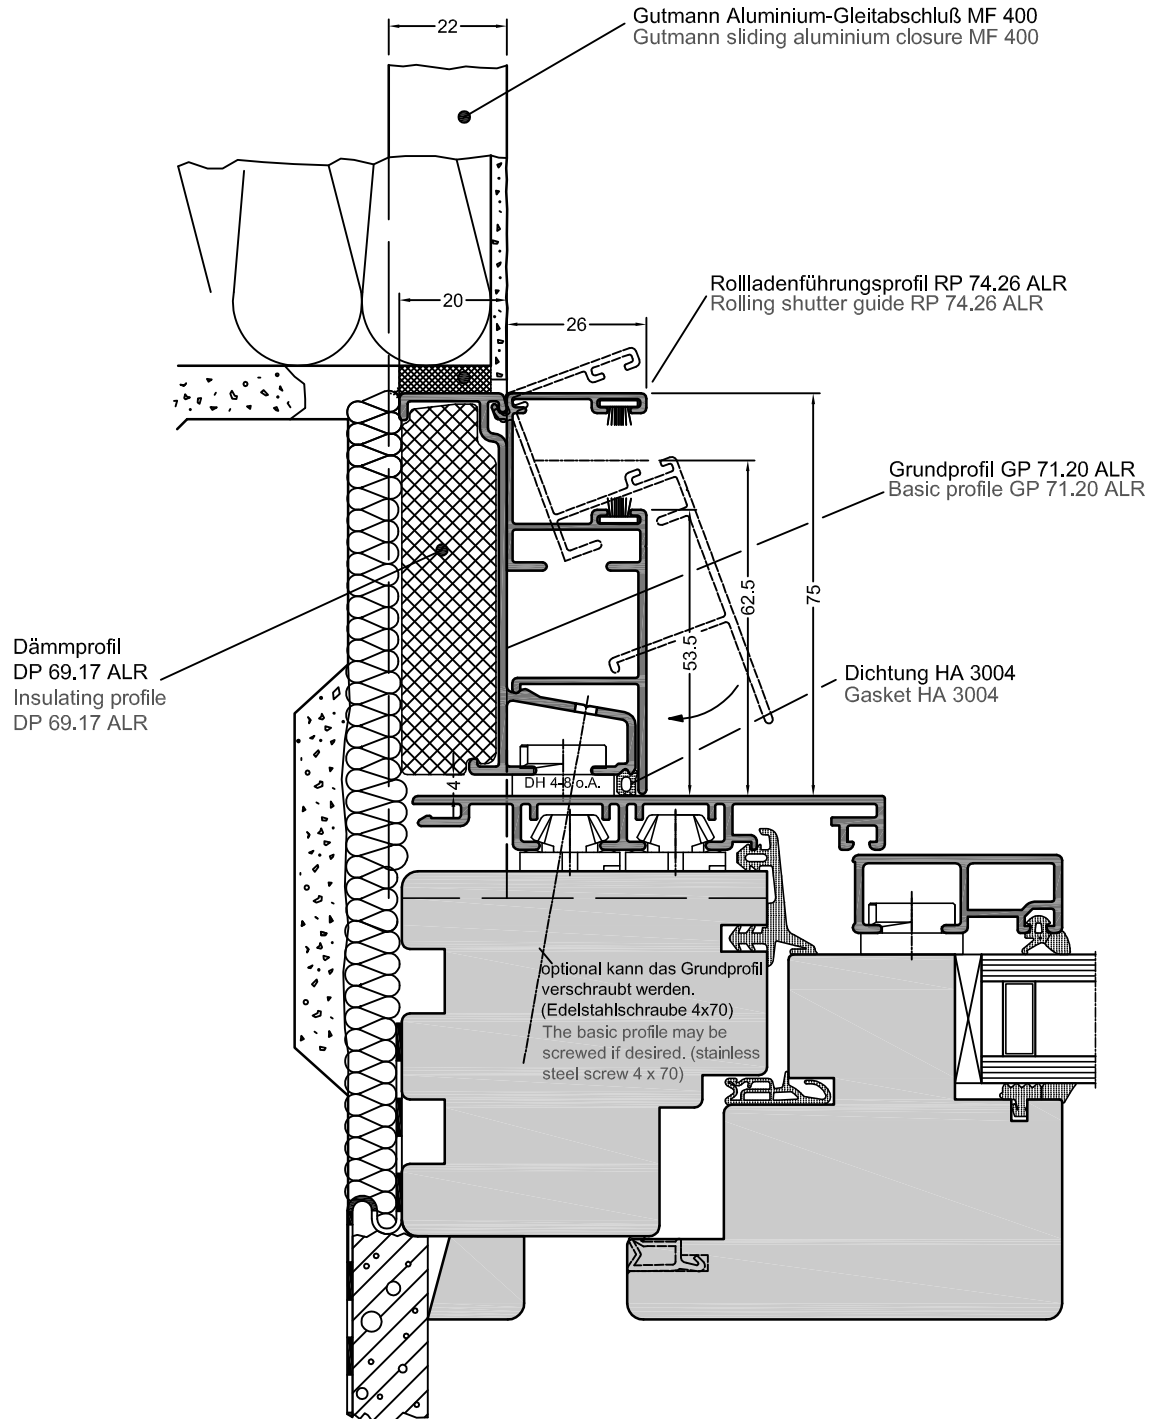 Gutmann Aluminium-Gleitabschluß MF 400
Gutmann sliding aluminium closure MF 400
22
Rollladenführungsprofil RP 74.26 ALR
Rolling shutter guide RP 74.26 ALR
20
26
Grundprofil GP 71.20 ALR
Basic profile GP 71.20 ALR
62.5
75
53.5
Dämmprofil
DP 69.17 ALR
Insulating profile
DP 69.17 ALR
Dichtung HA 3004
Gasket HA 3004
4
DH 4-8 o.A.
optional kann das Grundprofil
verschraubt werden.
(Edelstahlschraube 4x70)
The basic profile may be
screwed if desired. (stainless
steel screw 4 x 70)